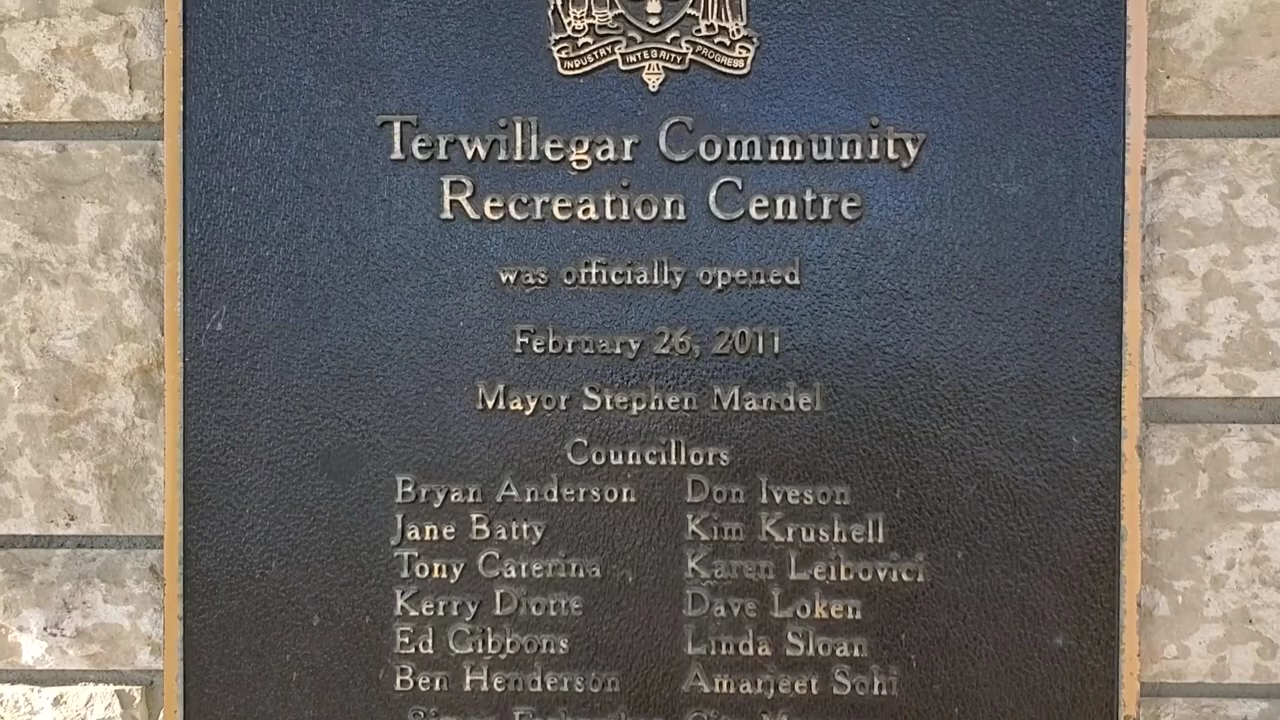 INDUSTRY INTEGRITY PROGRESS
Terwillegar Community
Recreation Centre
was officially opened
February 26, 2011
Mayor Stephen Mandel
Councillors
Bryan Anderson Don Iveson
Jane Batty Kim Krushell
Tony Caterina Karen Leibovici
Kerry Diotte Dave Loken
Ed Gibbons Linda Sloan
Ben Henderson Amarjeet Sohi